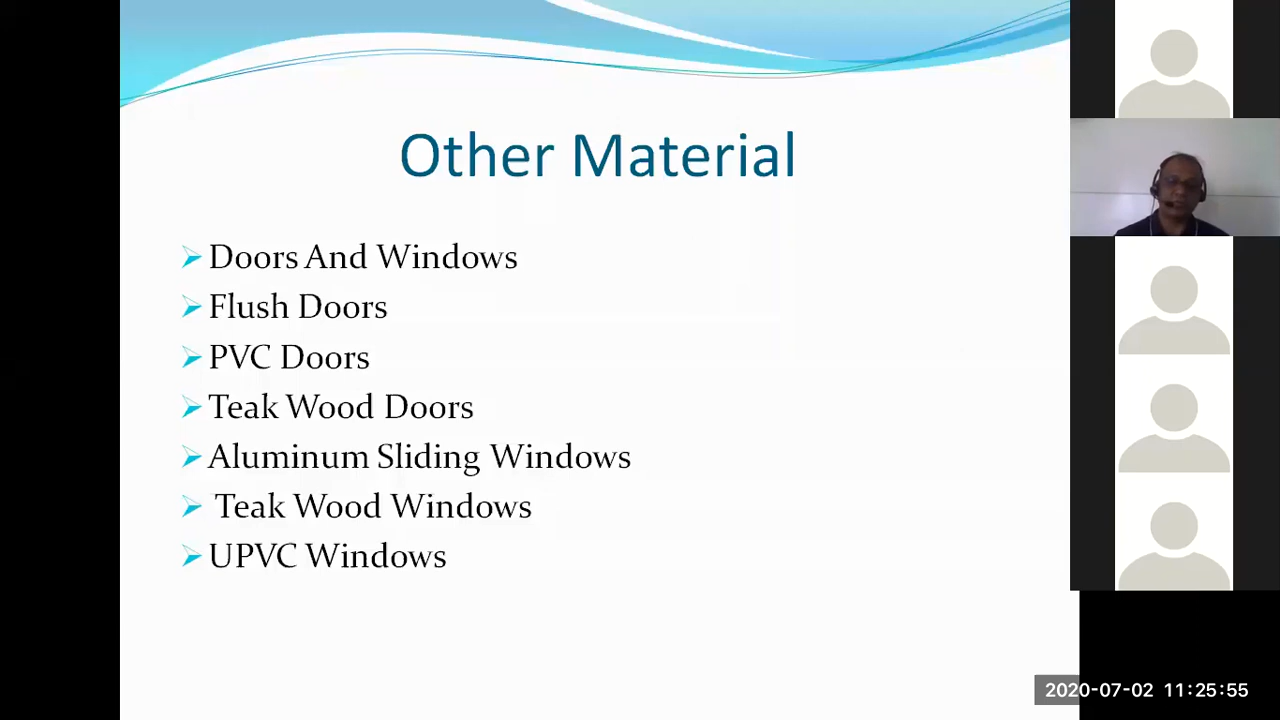 Other Material
Doors And Windows
Flush Doors
PVC Doors
Teak Wood Doors
Aluminum Sliding Windows
Teak Wood Windows
UPVC Windows
2020-07-02 11:25:55